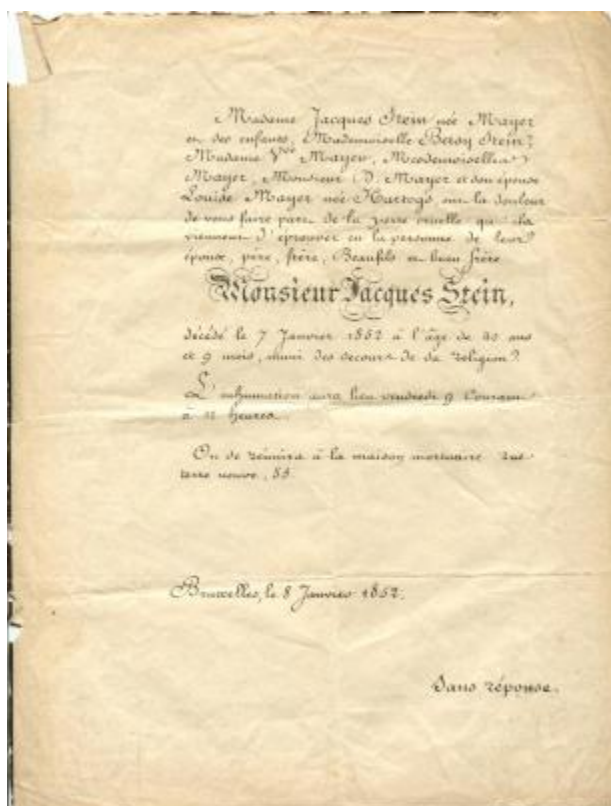 Madame Jacques Stein née Mayer
et ses enfants, Mademoiselle Betsy Stein,
Madame Vve Mayer, Mesdemoiselles
Mayer, Monsieur D. Mayer et son épouse
Louise Mayer née Hartogs, ont la douleur
de vous faire part de la perte cruelle qu'ils
viennent d'éprouver en la personne de leur
époux, père, frère, Beaufils et beau frère
Monsieur Jacques Stein,
décédé le 7 Janvier 1852 à l'âge de 40 ans
et 9 mois, muni des secours de sa religion.
L'inhumation aura lieu vendredi 9 Courant
à heures.
On se réunira à la maison mortuaire rue
terre neuve,
Bruxelles, le 8 Janvier 1852.
Sans réponse.